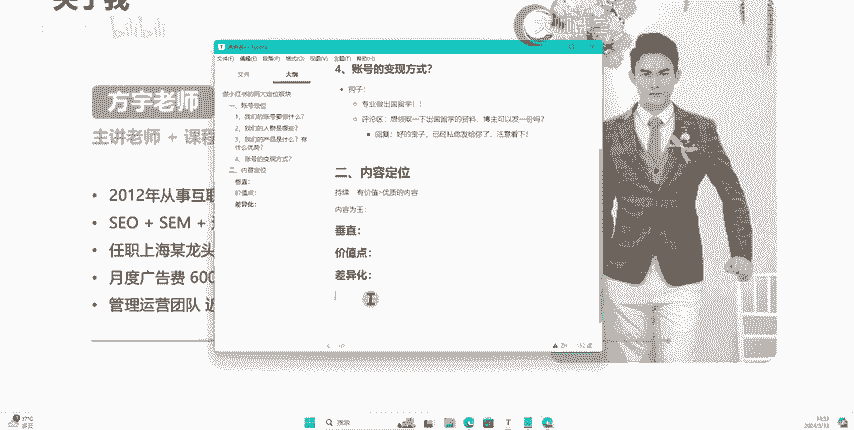 关于我
bilibili
方宇老师
主讲老师 + 课程
• 2012年从事互联
• SEO + SEM +
• 任职上海某龙头
• 月度广告费 600
• 管理运营团队 近
文件 大纲
做小红书的两大定位板块
一、账号定位
1、我们的账号要做什么?
2、我们的人群是哪些?
3、我们的产品是什么?有什么优势?
4、账号的变现方式?
二、内容定位
垂直:
价值点:
差异化:
4、账号的变现方式?
• 例子:
专业做出国留学!!
评论区:想领取一下出国留学的资料,博主可以发一份吗?
回复:好的宝子,已经私信发给你了,注意看下!
二、内容定位
持续 有价值>优质的内容
内容为王:
垂直:
价值点:
差异化:
搜索